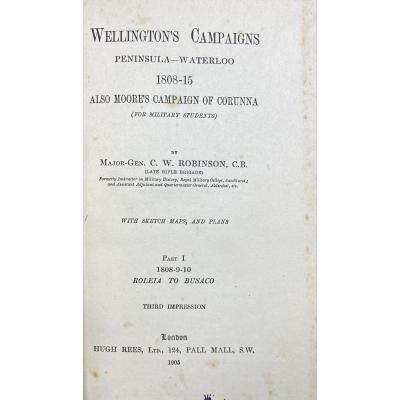 WELLINGTON'S CAMPAIGNS
PENINSULA—WATERLOO
1808-15
ALSO MOORE'S CAMPAIGN OF CORUNNA
(FOR MILITARY STUDENTS)
BY
MAJOR-GEN. C. W. ROBINSON, C.B.
(LATE RIFLE BRIGADE)
Formerly Instructor in Military History, Royal Military College, Sandhurst;
and Assistant Adjutant and Quartermaster-General, Aldershot, etc.
WITH SKETCH MAPS, AND PLANS
PART I
1808-9-10
ROLEIA TO BUSACO
THIRD IMPRESSION
London
HUGH REES, LTD., 124, PALL MALL, S.W.
1905